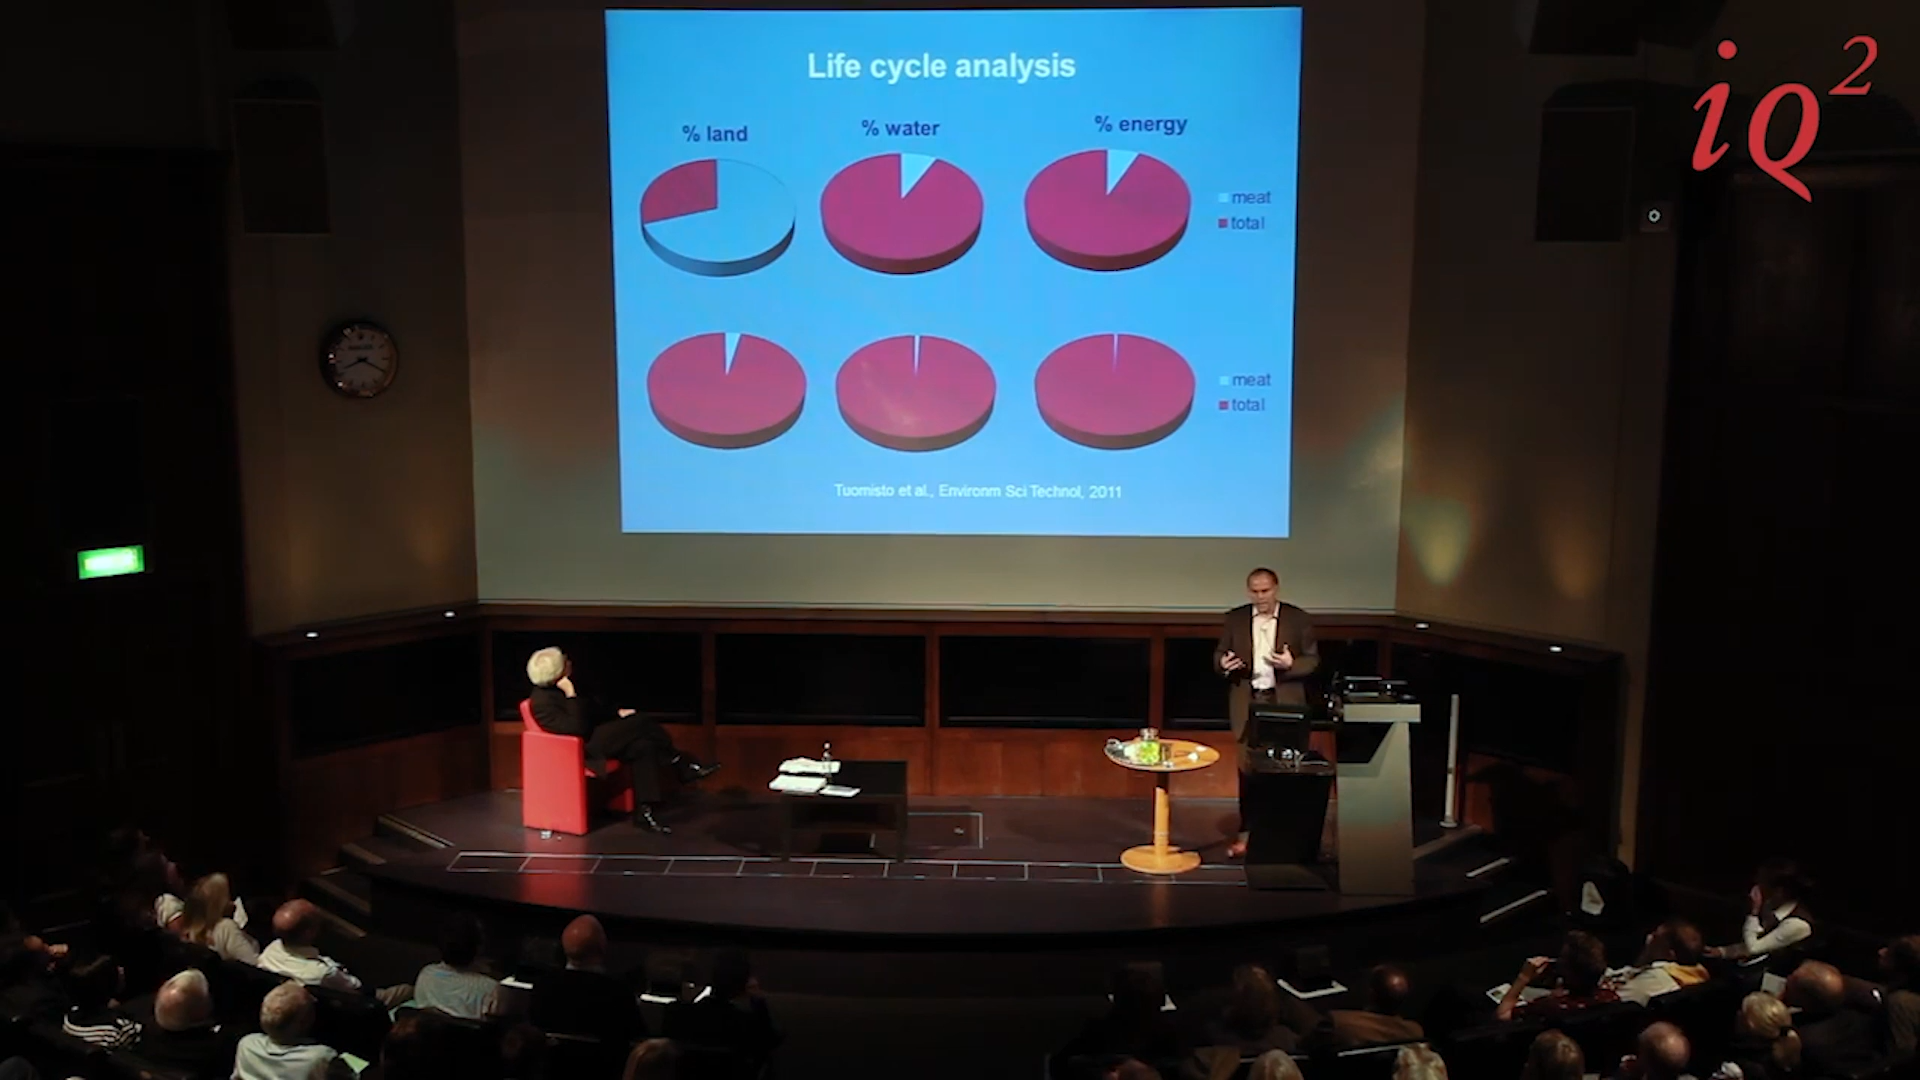 iQ2
Life cycle analysis
% land
% water
% energy
meat
total
meat
total
Tuomisto et al., Environm Sci Technol, 2011